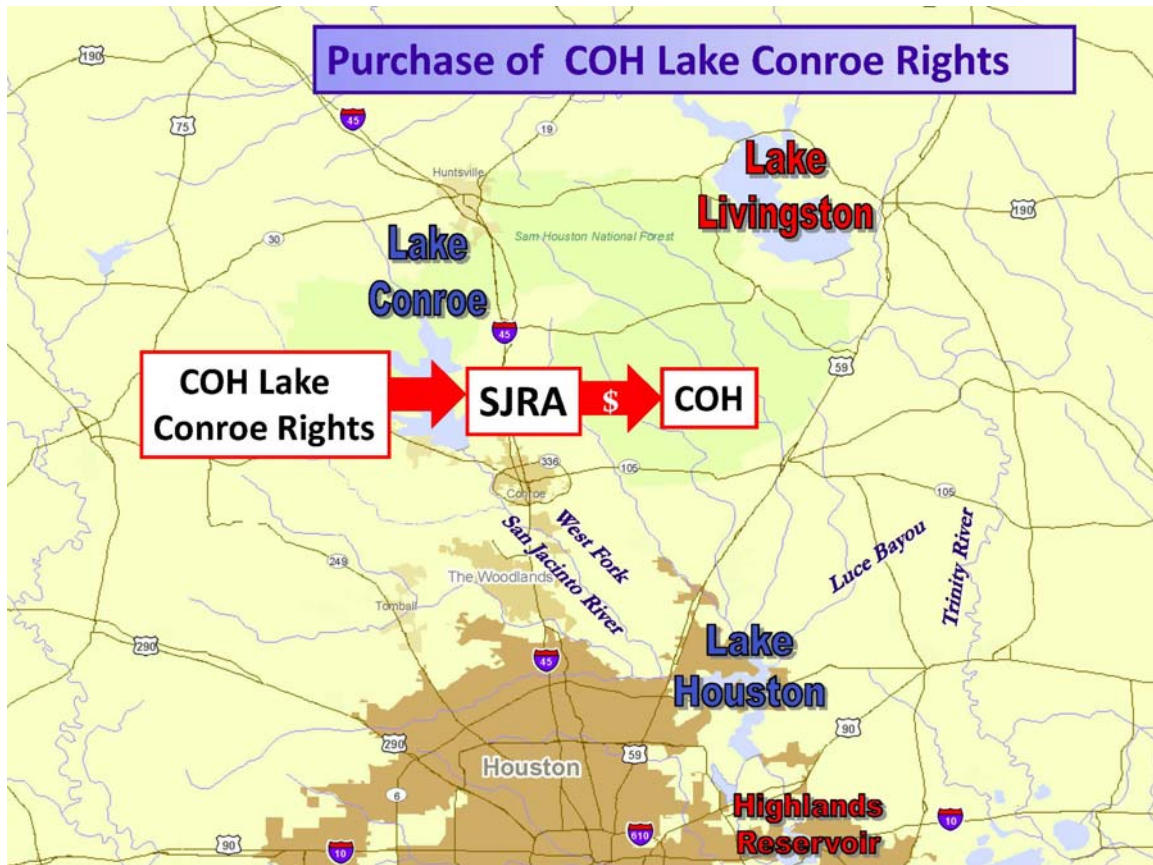 Purchase of COH Lake Conroe Rights
190
45
75
19
Huntsville
Lake
Livingston
190
30
Lake
Conroe
Sam Houston National Forest
45
59
COH Lake
Conroe Rights
SJRA
$
COH
336
105
Conroe
105
West Fork
San Jacinto River
Luce Bayou
Trinity River
249
The Woodlands
Tomball
290
45
Lake
Houston
290
59
90
Houston
6
Highlands
Reservoir
90
10
610
10